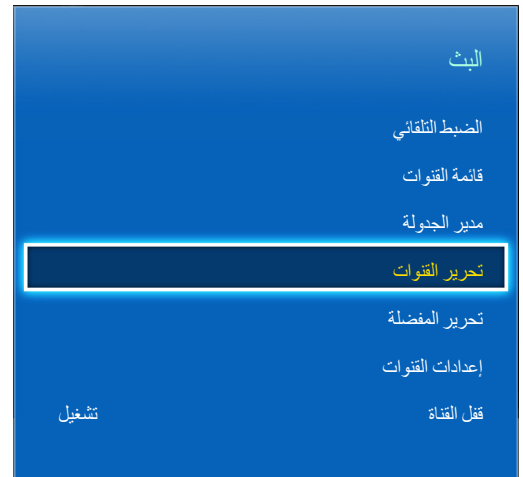 البث
الضبط التلقائي
قائمة القنوات
مدير الجدولة
تحرير القنوات
تحرير المفضلة
إعدادات القنوات
قفل القناة تشغيل